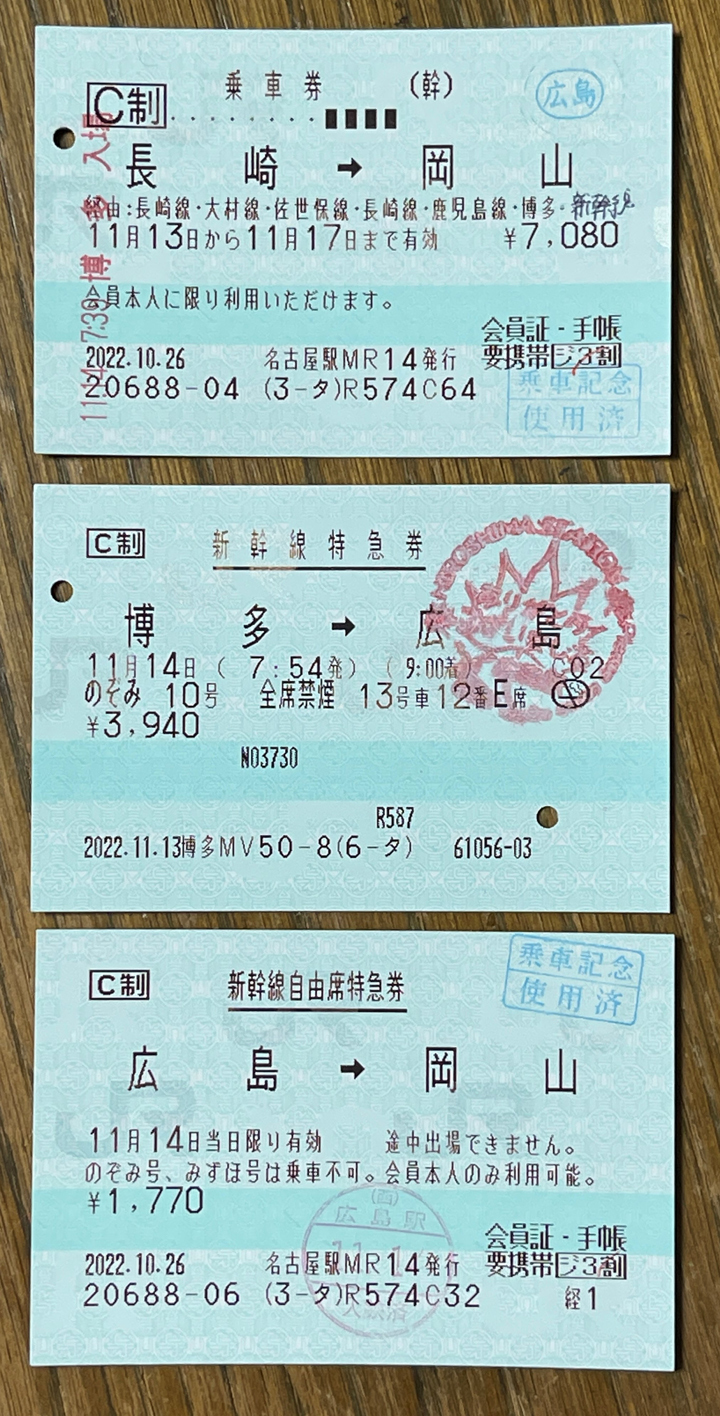 乗車券 (幹)
C制
広島
長崎 → 岡山
経由:長崎線・大村線・佐世保線・長崎線・鹿児島線・博多・新幹線
11月13日から11月17日まで有効 ¥7,080
会員本人に限り利用いただけます。
会員証・手帳
2022.10.26 名古屋駅MR14発行 要携帯ジ3割
20688-04 (3-タ)R574C64
11.14 7:39 博多 入場
乗車記念
使用済
C制 新幹線特急券
博多 → 広島
11月14日 ( 7:54発) ( 9:00着) C02
のぞみ 10号 全席禁煙 13号車12番E席
¥3,940
N03730
R587
2022.11.13博多MV50-8(6-タ) 61056-03
乗車記念
使用済
C制 新幹線自由席特急券
広島 → 岡山
11月14日当日限り有効 途中出場できません。
のぞみ号、みずほ号は乗車不可。会員本人のみ利用可能。
¥1,770
(西)
広島駅
会員証・手帳
2022.10.26 名古屋駅MR14発行 要携帯ジ3割
20688-06 (3-タ)R574C32 経1